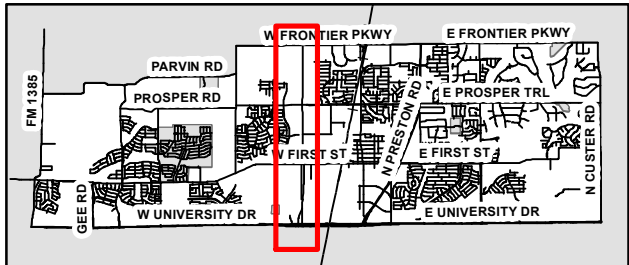 W FRONTIER PKWY
E FRONTIER PKWY
PARVIN RD
PROSPER RD
E PROSPER TRL
FM 1385
N PRESTON RD
N CUSTER RD
W FIRST ST
E FIRST ST
GEE RD
W UNIVERSITY DR
E UNIVERSITY DR